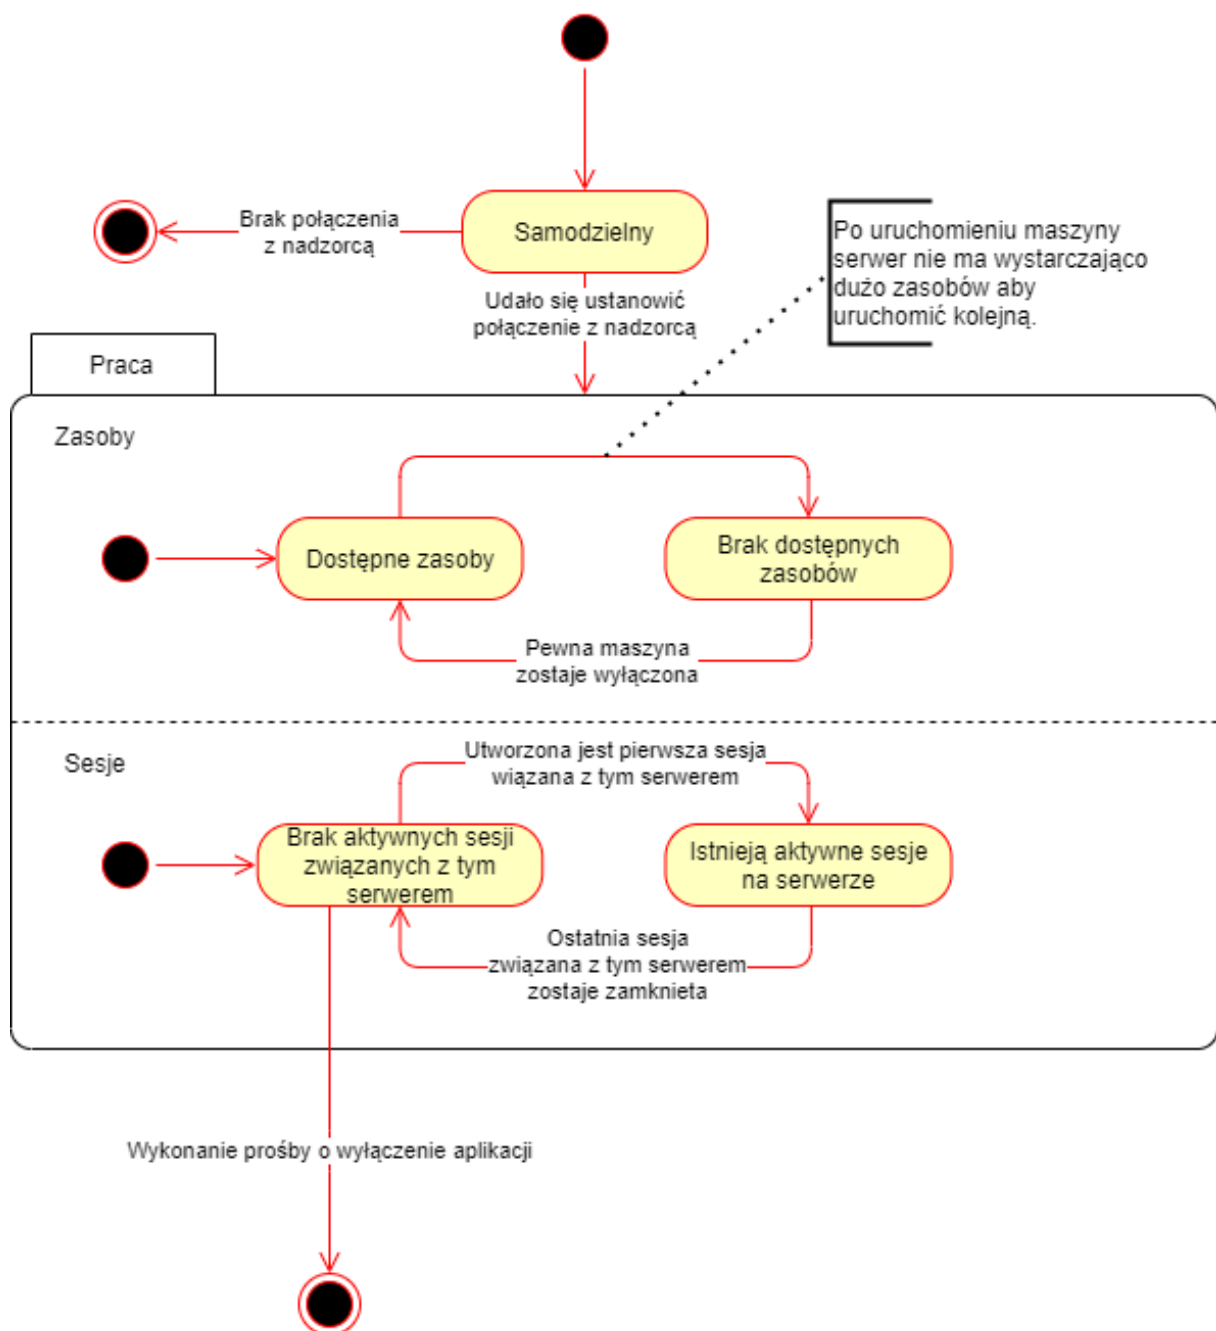 Brak połączenia
z nadzorcą
Samodzielny
Po uruchomieniu maszyny
serwer nie ma wystarczająco
dużo zasobów aby
uruchomić kolejną.
Udało się ustanowić
połączenie z nadzorcą
Praca
Zasoby
Dostępne zasoby
Brak dostępnych
zasobów
Pewna maszyna
zostaje wyłączona
Sesje
Utworzona jest pierwsza sesja
wiązana z tym serwerem
Brak aktywnych sesji
związanych z tym
serwerem
Istnieją aktywne sesje
na serwerze
Ostatnia sesja
związana z tym serwerem
zostaje zamknieta
Wykonanie prośby o wyłączenie aplikacji